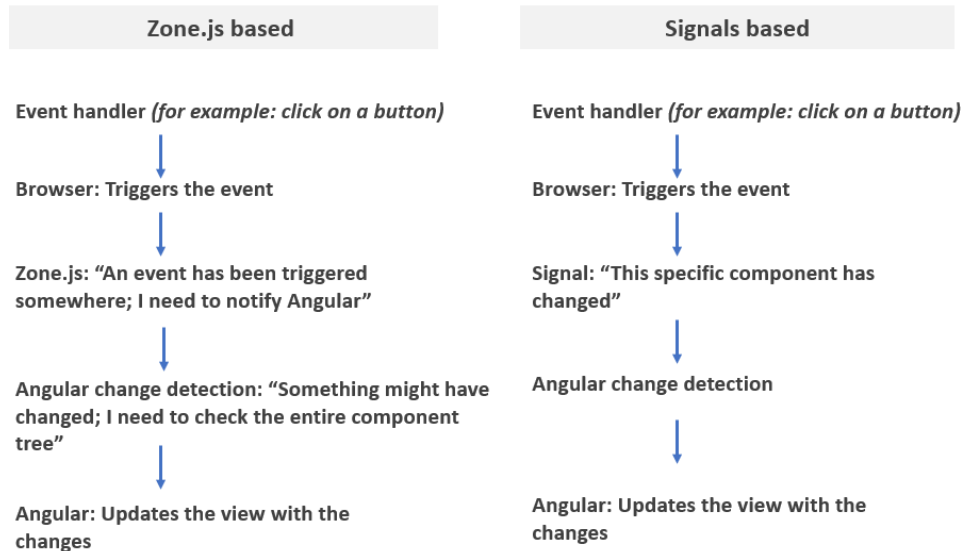 Zone.js based
Event handler (for example: click on a button)
Browser: Triggers the event
Zone.js: “An event has been triggered
somewhere; I need to notify Angular”
Angular change detection: “Something might have
changed; I need to check the entire component
tree”
Angular: Updates the view with the
changes
Signals based
Event handler (for example: click on a button)
Browser: Triggers the event
Signal: “This specific component has
changed”
Angular change detection
Angular: Updates the view with the
changes